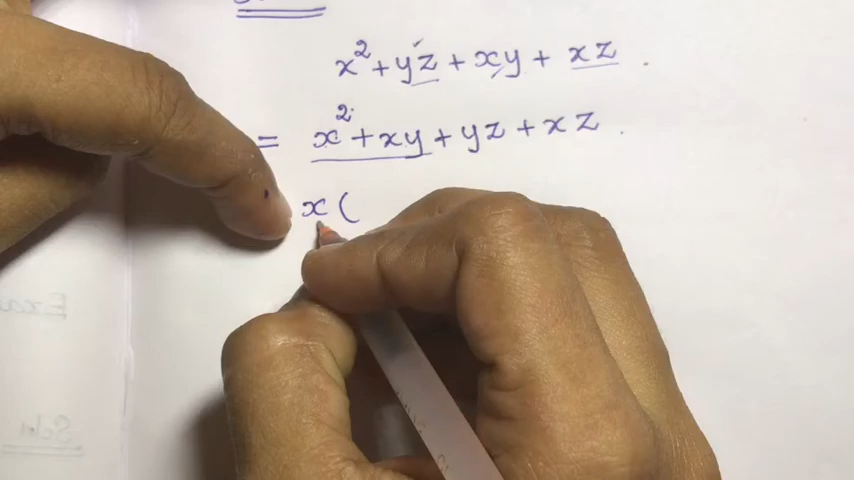 x² + yz + xy + xz .
= x² + xy + yz + xz .
x (